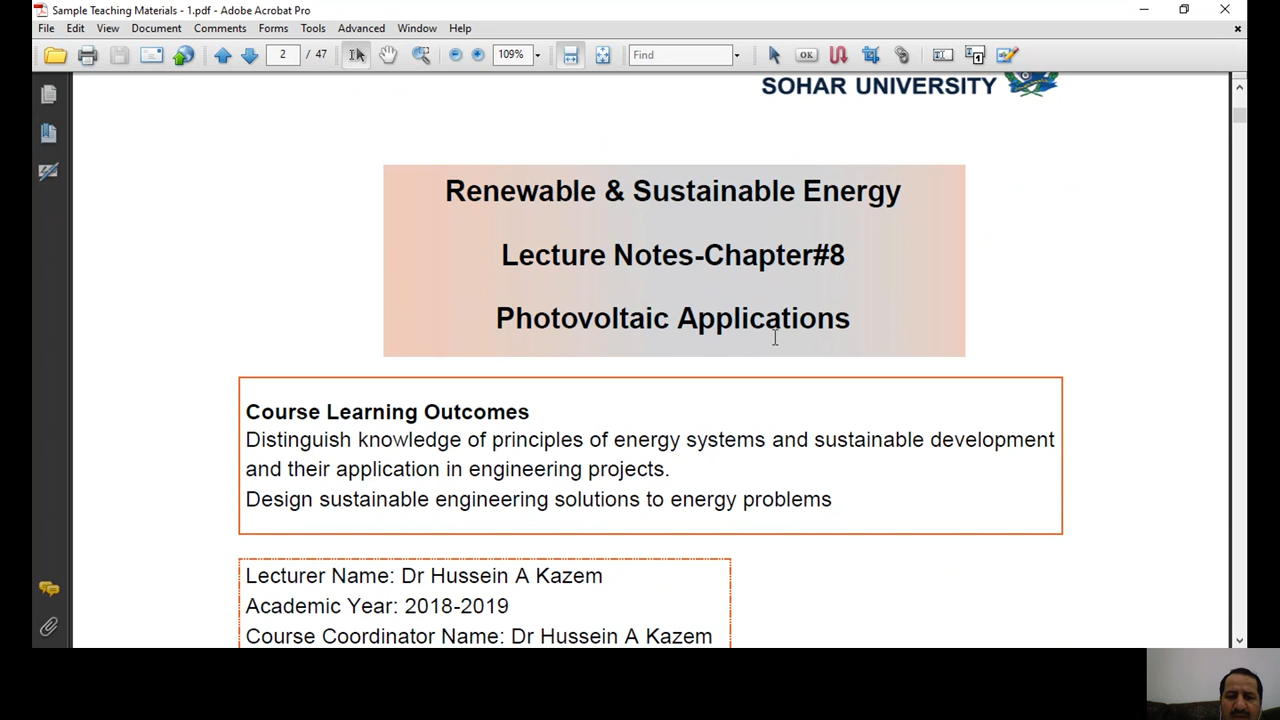 Sample Teaching Materials - 1.pdf - Adobe Acrobat Pro
File Edit View Document Comments Forms Tools Advanced Window Help
2 / 47 109% Find OK 1
SOHAR UNIVERSITY
Renewable & Sustainable Energy
Lecture Notes-Chapter#8
Photovoltaic Applications
Course Learning Outcomes
Distinguish knowledge of principles of energy systems and sustainable development
and their application in engineering projects.
Design sustainable engineering solutions to energy problems
Lecturer Name: Dr Hussein A Kazem
Academic Year: 2018-2019
Course Coordinator Name: Dr Hussein A Kazem